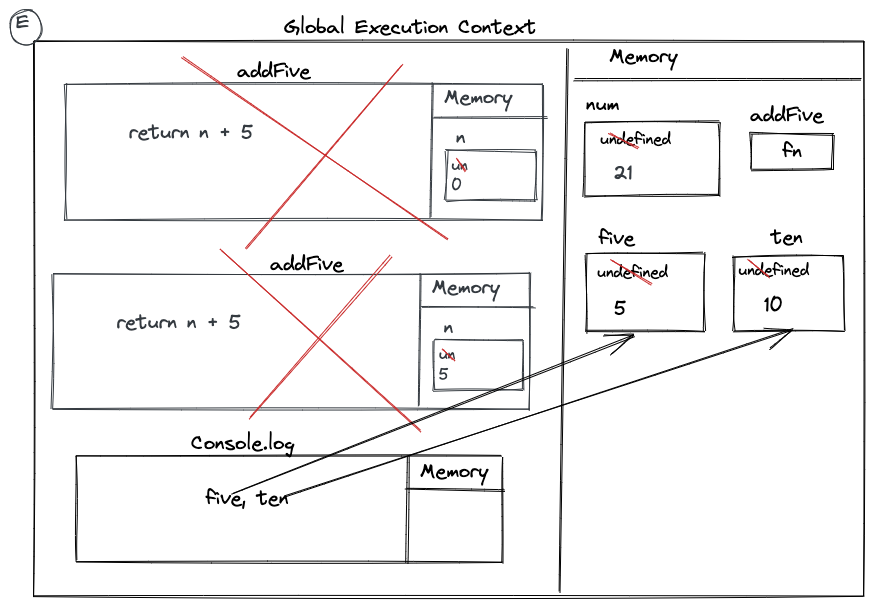 E
Global Execution Context
addFive
return n + 5
Memory
n
un
0
addFive
return n + 5
Memory
n
un
5
Console.log
five, ten
Memory
Memory
num
undefined
21
addFive
fn
five
undefined
5
ten
undefined
10